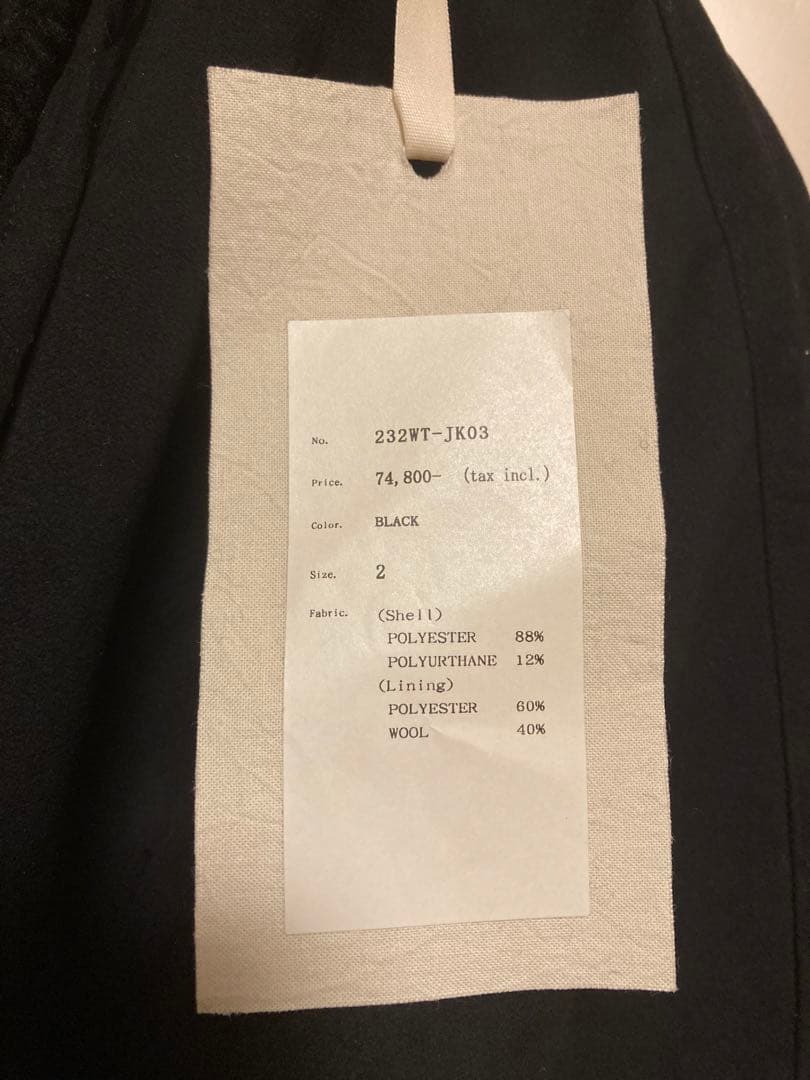 No. 232WT-JK03
Price. 74,800- (tax incl.)
Color. BLACK
Size. 2
Fabric. (Shell)
POLYESTER 88%
POLYURTHANE 12%
(Lining)
POLYESTER 60%
WOOL 40%